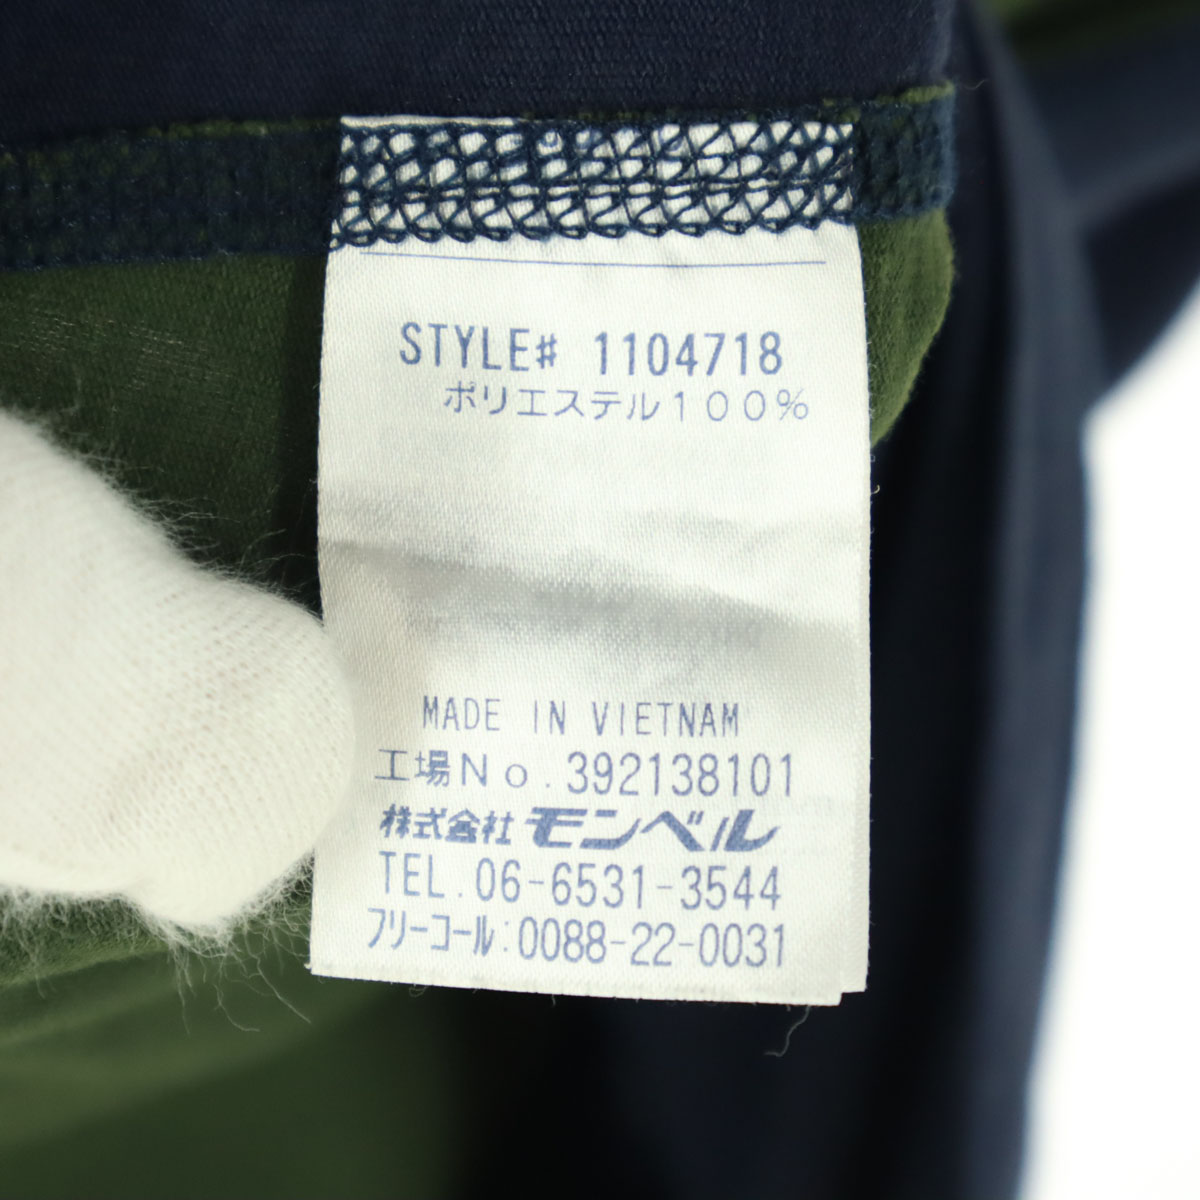 STYLE# 1104718
ポリエステル100%
MADE IN VIETNAM
工場No.392138101
株式会社 モンベル
TEL.06-6531-3544
フリーコール:0088-22-0031